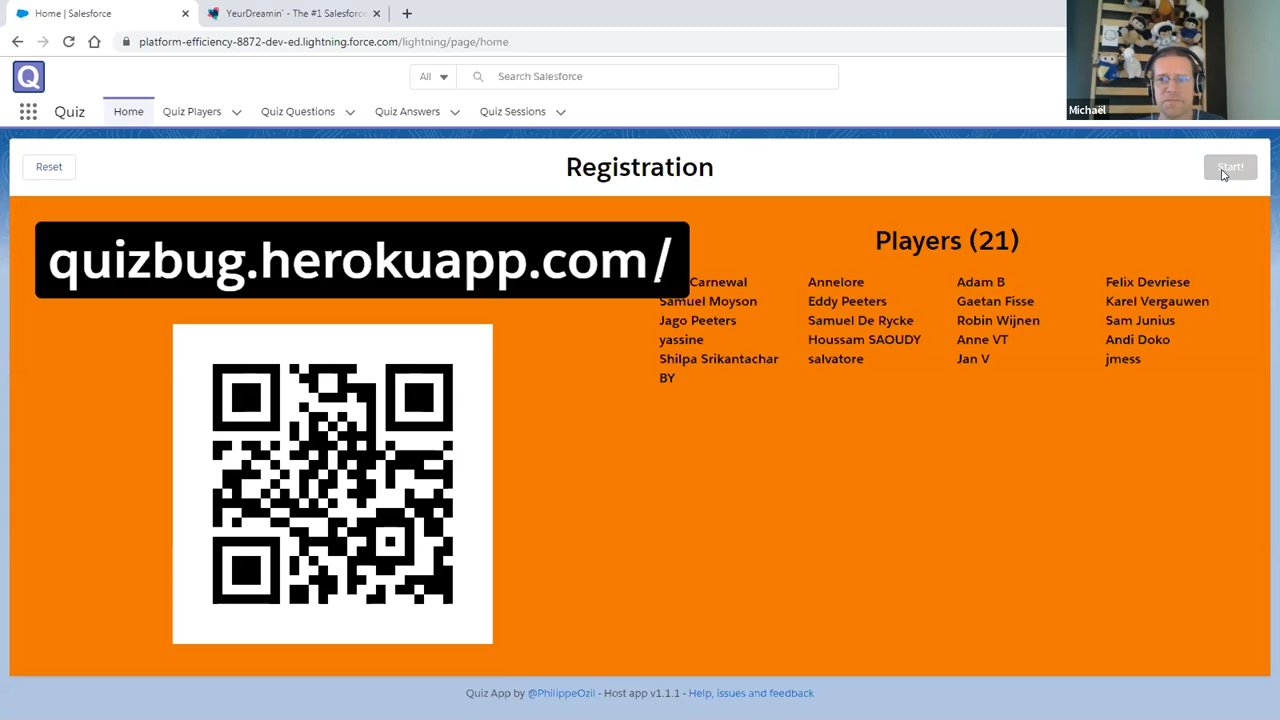 Home | Salesforce
YeurDreamin' - The #1 Salesforce
platform-efficiency-8872-dev-ed.lightning.force.com/lightning/page/home
Q
All
Search Salesforce
Michaël
Quiz
Home
Quiz Players
Quiz Questions
Quiz Answers
Quiz Sessions
Reset
Registration
Start!
quizbug.herokuapp.com/
Players (21)
Carnewal Annelore Adam B Felix Devriese
Samuel Moyson Eddy Peeters Gaetan Fisse Karel Vergauwen
Jago Peeters Samuel De Rycke Robin Wijnen Sam Junius
yassine Houssam SAOUDY Anne VT Andi Doko
Shilpa Srikantachar salvatore Jan V jmess
BY
Quiz App by @PhilippeOzil - Host app v1.1.1 - Help, issues and feedback